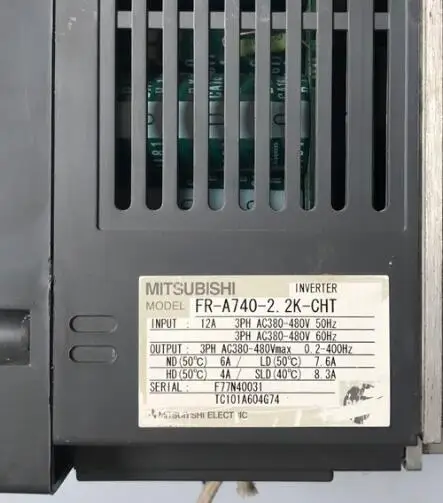 MITSUBISHI INVERTER
MODEL FR-A740-2.2K-CHT
INPUT : 12A 3PH AC380-480V 50Hz
3PH AC380-480V 60Hz
OUTPUT : 3PH AC380-480Vmax 0.2-400Hz
ND (50℃) 6A / LD (50℃) 7.6A
HD (50℃) 4A / SLD (40℃) 8.3A
SERIAL : F77N40031
TC101A604G74
MITSUBISHI ELECTRIC